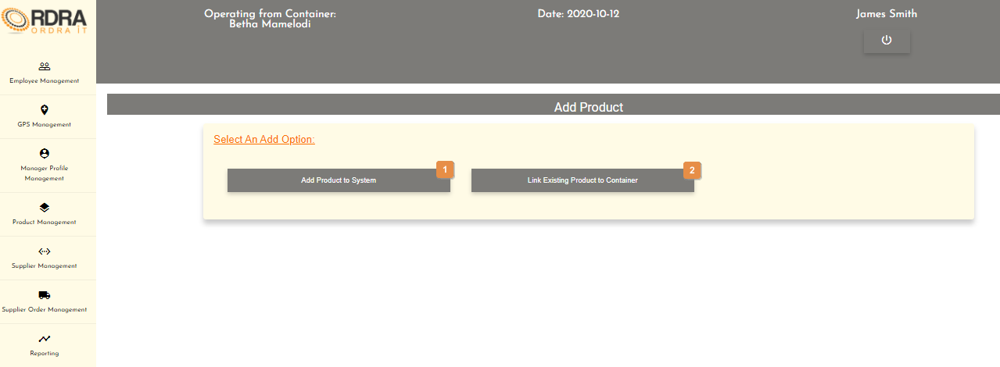 RDRA
ORDRA IT
Operating from Container:
Betha Mamelodi
Date: 2020-10-12
James Smith
Employee Management
GPS Management
Manager Profile
Management
Product Management
Supplier Management
Supplier Order Management
Reporting
Add Product
Select An Add Option:
Add Product to System
1
Link Existing Product to Container
2